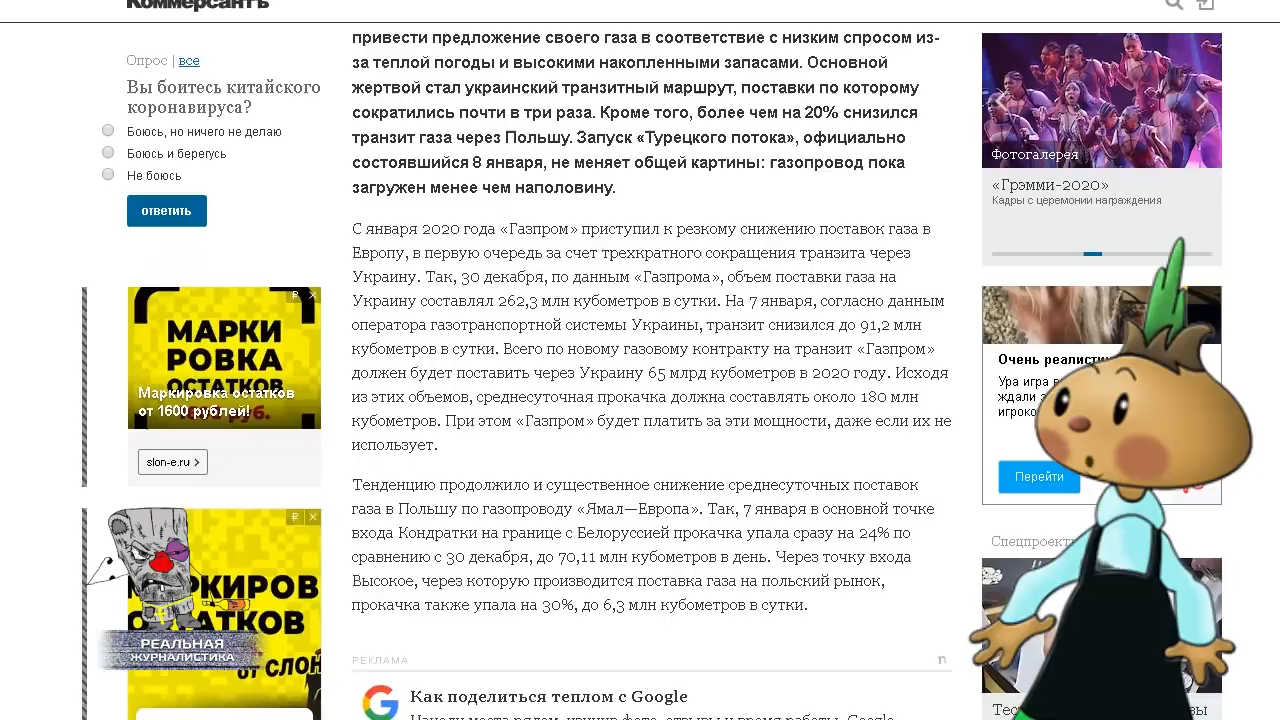 Коммерсантъ
Опрос | все
Вы боитесь китайского
коронавируса?
Боюсь, но ничего не делаю
Боюсь и берегусь
Не боюсь
ответить
МАРКИ
РОВКА
ОСТАТКОВ
Маркировка остатков
от 1600 рублей!
руб.
slon-e.ru >
МАРКИРОВ
ОСТАТКОВ
от СЛОН
РЕАЛЬНАЯ
ЖУРНАЛИСТИКА
привести предложение своего газа в соответствие с низким спросом из-
за теплой погоды и высокими накопленными запасами. Основной
жертвой стал украинский транзитный маршрут, поставки по которому
сократились почти в три раза. Кроме того, более чем на 20% снизился
транзит газа через Польшу. Запуск «Турецкого потока», официально
состоявшийся 8 января, не меняет общей картины: газопровод пока
загружен менее чем наполовину.
С января 2020 года «Газпром» приступил к резкому снижению поставок газа в
Европу, в первую очередь за счет трехкратного сокращения транзита через
Украину. Так, 30 декабря, по данным «Газпрома», объем поставки газа на
Украину составлял 262,3 млн кубометров в сутки. На 7 января, согласно данным
оператора газотранспортной системы Украины, транзит снизился до 91,2 млн
кубометров в сутки. Всего по новому газовому контракту на транзит «Газпром»
должен будет поставить через Украину 65 млрд кубометров в 2020 году. Исходя
из этих объемов, среднесуточная прокачка должна составлять около 180 млн
кубометров. При этом «Газпром» будет платить за эти мощности, даже если их не
использует.
Тенденцию продолжило и существенное снижение среднесуточных поставок
газа в Польшу по газопроводу «Ямал—Европа». Так, 7 января в основной точке
входа Кондратки на границе с Белоруссией прокачка упала сразу на 24% по
сравнению с 30 декабря, до 70,11 млн кубометров в день. Через точку входа
Высокое, через которую производится поставка газа на польский рынок,
прокачка также упала на 30%, до 6,3 млн кубометров в сутки.
РЕКЛАМА
Как поделиться теплом с Google
Фотогалерея
«Грэмми-2020»
Кадры с церемонии награждения
Очень
Ура игра
ждали
игроко
Перейти
Спецпроект